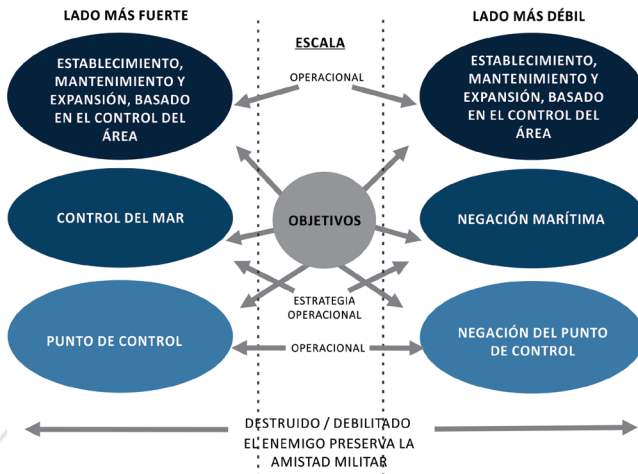 LADO MÁS FUERTE
ESCALA
LADO MÁS DÉBIL
ESTABLECIMIENTO,
MANTENIMIENTO Y
EXPANSIÓN, BASADO
EN EL CONTROL DEL
ÁREA
OPERACIONAL
ESTABLECIMIENTO,
MANTENIMIENTO Y
EXPANSIÓN, BASADO
EN EL CONTROL DEL
ÁREA
CONTROL DEL MAR
OBJETIVOS
NEGACIÓN MARÍTIMA
ESTRATEGIA
OPERACIONAL
PUNTO DE CONTROL
OPERACIONAL
NEGACIÓN DEL PUNTO
DE CONTROL
DESTRUIDO / DEBILITADO
EL ENEMIGO PRESERVA LA
AMISTAD MILITAR